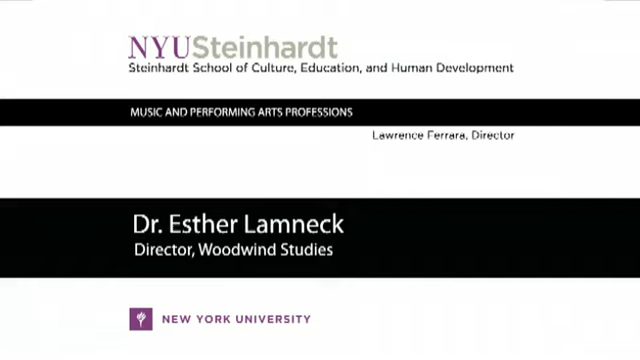 NYUSteinhardt
Steinhardt School of Culture, Education, and Human Development
MUSIC AND PERFORMING ARTS PROFESSIONS
Lawrence Ferrara, Director
Dr. Esther Lamneck
Director, Woodwind Studies
NEW YORK UNIVERSITY